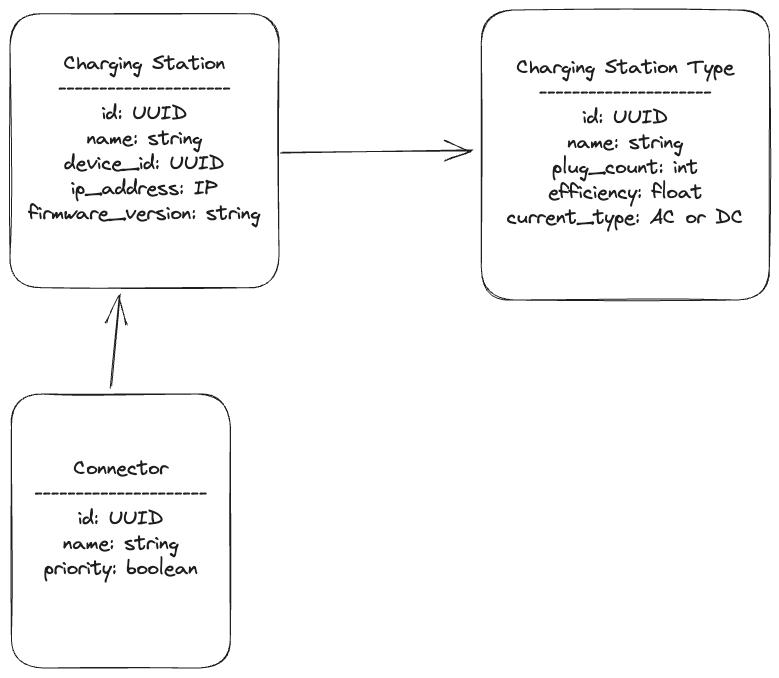 Charging Station
---------------------
id: UUID
name: string
device_id: UUID
ip_address: IP
firmware_version: string
Charging Station Type
---------------------
id: UUID
name: string
plug_count: int
efficiency: float
current_type: AC or DC
Connector
---------------------
id: UUID
name: string
priority: boolean